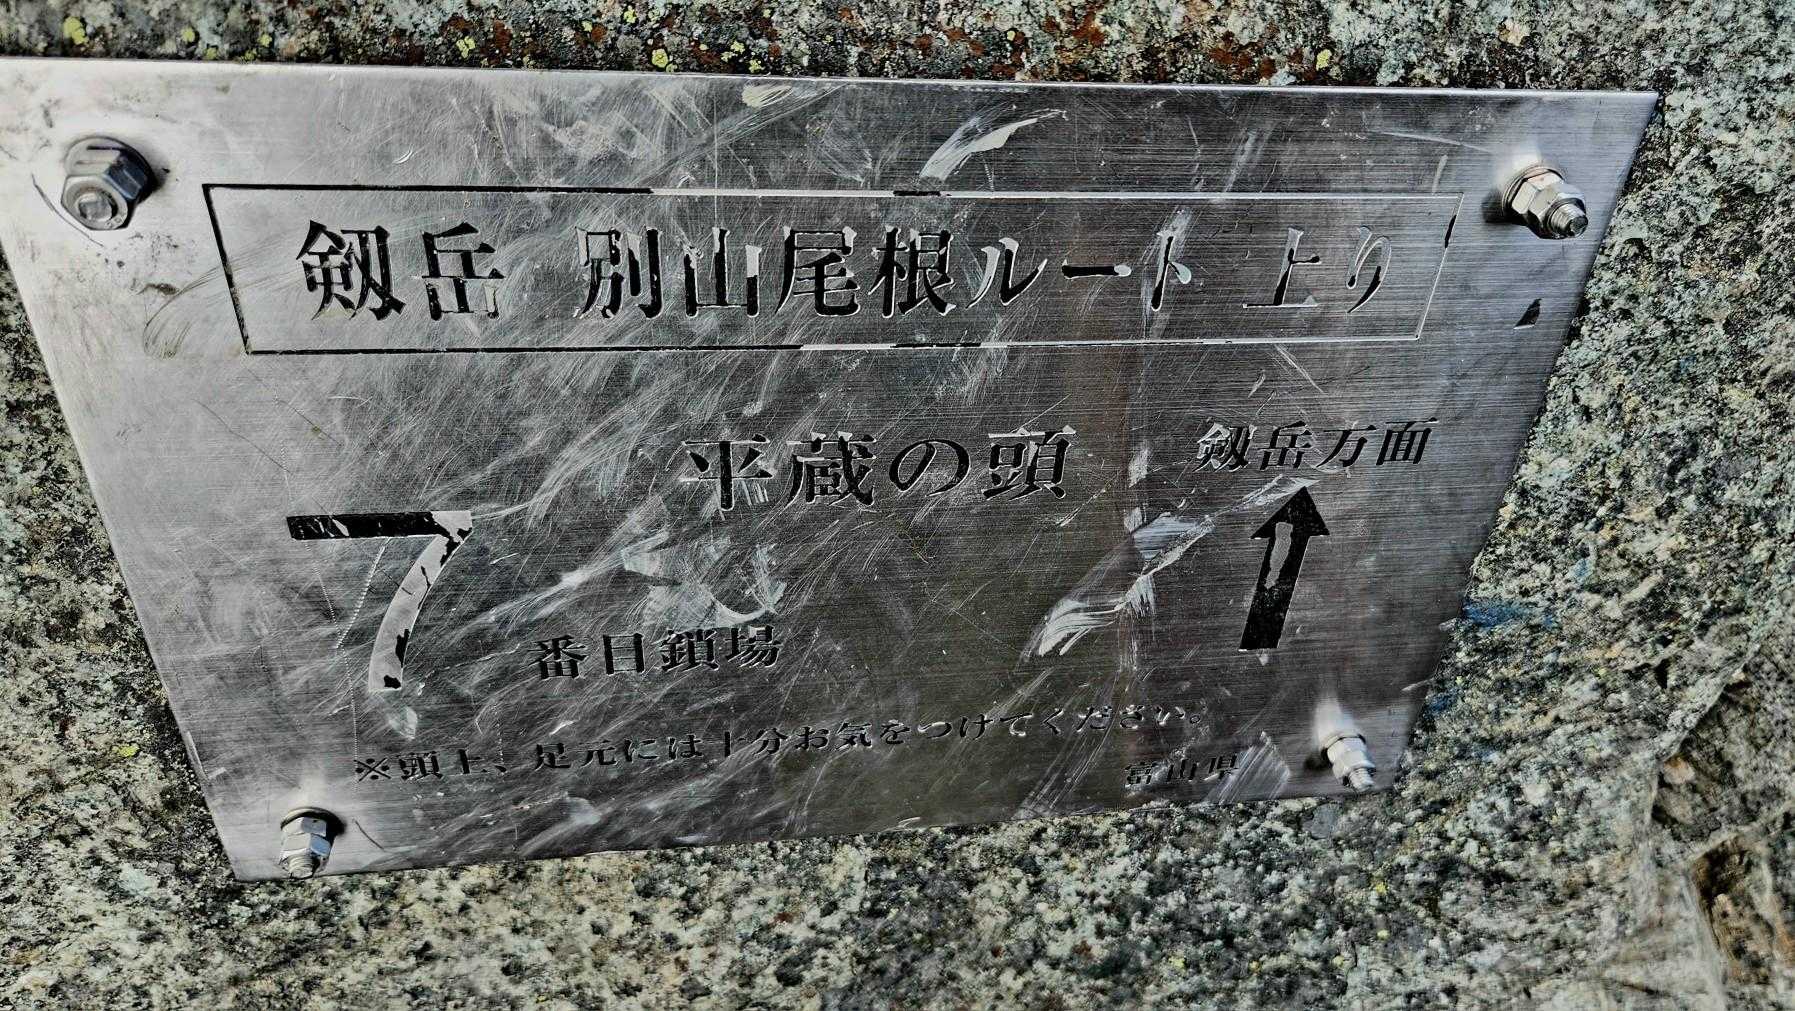 剱岳 別山尾根ルート 上り
平蔵の頭
剱岳方面
7番目鎖場
※頭上、足元には十分お気をつけてください。
富山県